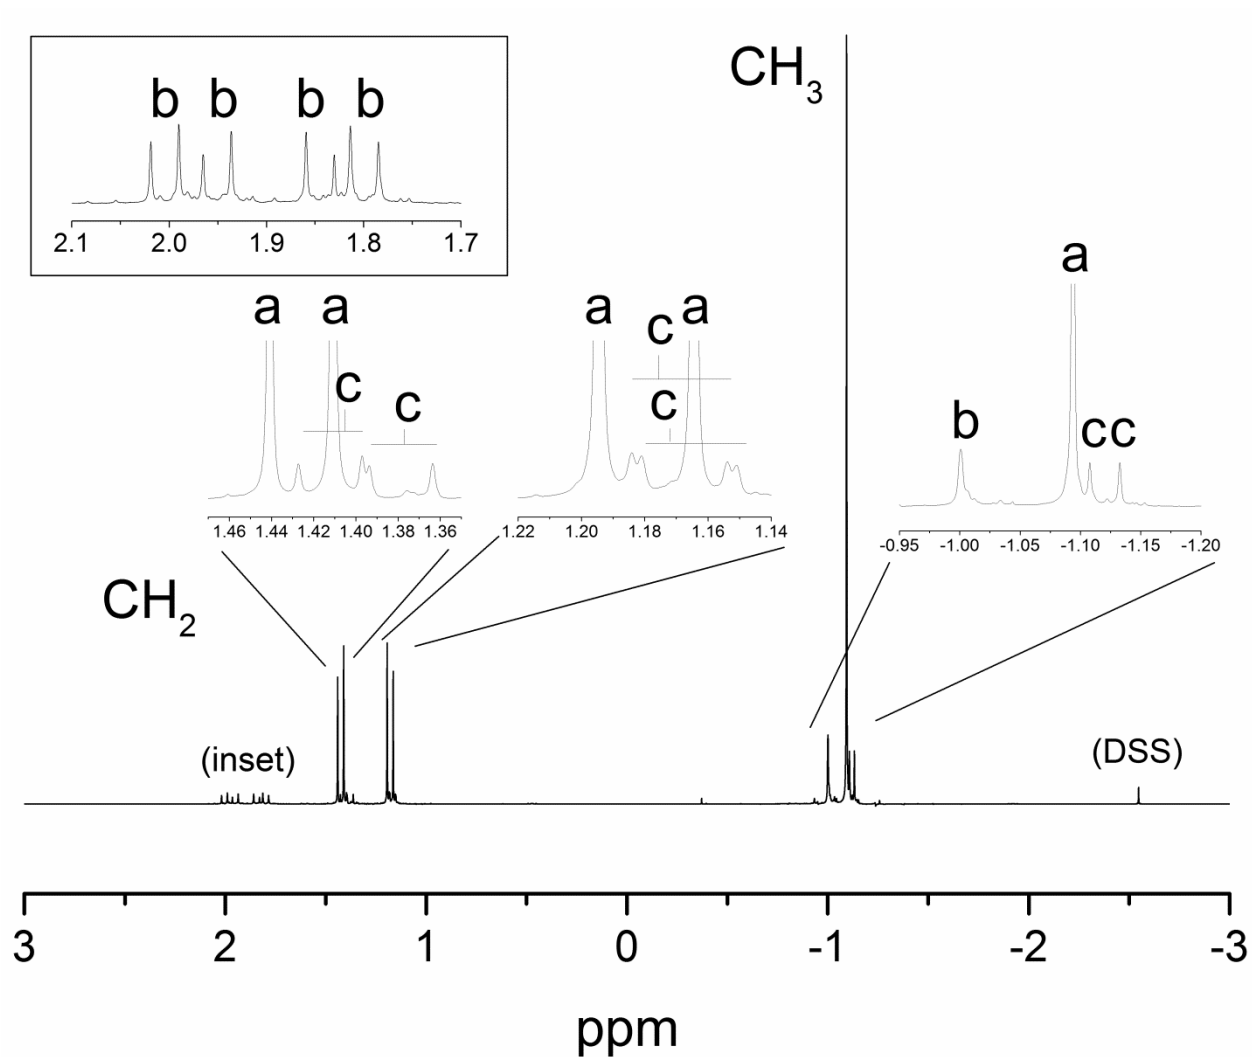 CH3
b b b b
2.1 2.0 1.9 1.8 1.7
a
a a a c a
c c c b cc
1.46 1.44 1.42 1.40 1.38 1.36
1.22 1.20 1.18 1.16 1.14
-0.95 -1.00 -1.05 -1.10 -1.15 -1.20
CH2
(inset)
(DSS)
3 2 1 0 -1 -2 -3
ppm